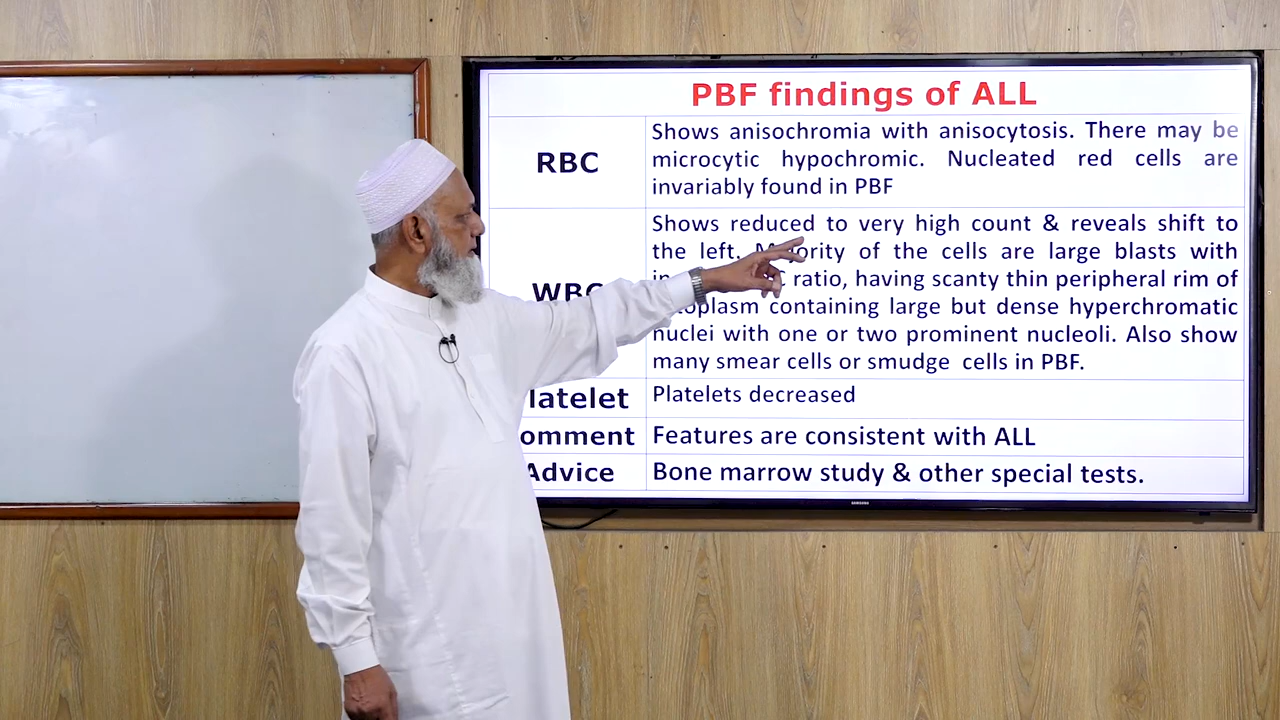 PBF findings of ALL
RBC
Shows anisochromia with anisocytosis. There may be
microcytic hypochromic. Nucleated red cells are
invariably found in PBF
WBC
Shows reduced to very high count & reveals shift to
the left. Majority of the cells are large blasts with
ratio, having scanty thin peripheral rim of
containing large but dense hyperchromatic
nuclei with one or two prominent nucleoli. Also show
many smear cells or smudge cells in PBF.
latelet
Platelets decreased
omment
Features are consistent with ALL
Advice
Bone marrow study & other special tests.
SAMSUNG